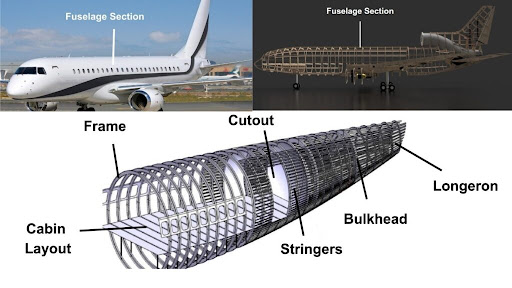 Fuselage Section
Fuselage Section
Frame
Cutout
Longeron
Cabin
Layout
Bulkhead
Stringers